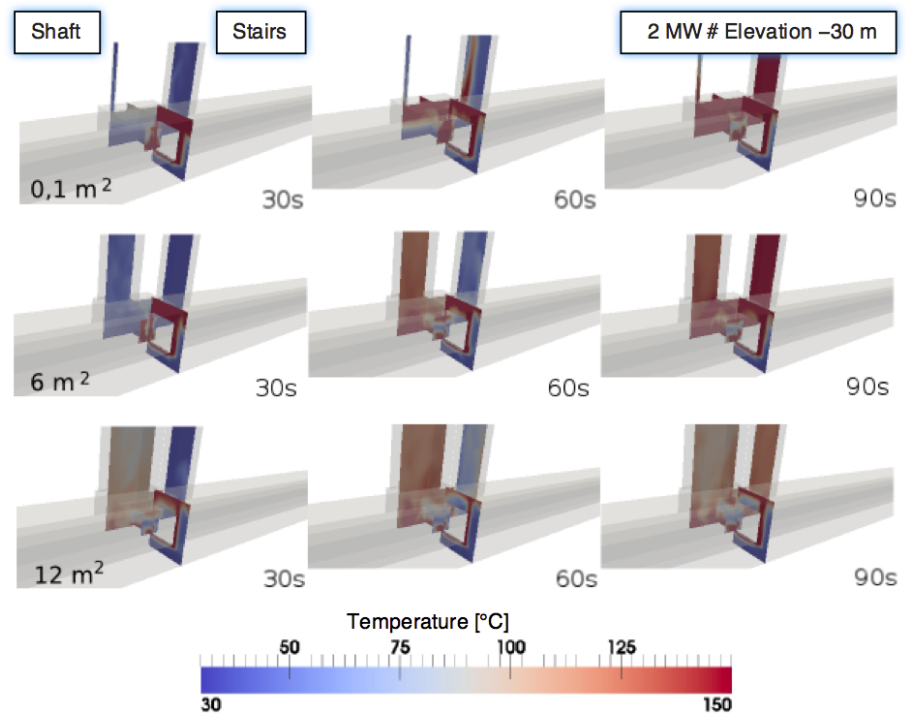 Shaft
Stairs
2 MW # Elevation –30 m
0,1 m²
30s
60s
90s
6 m²
30s
60s
90s
12 m²
30s
60s
90s
Temperature [°C]
50 75 100 125
30 150